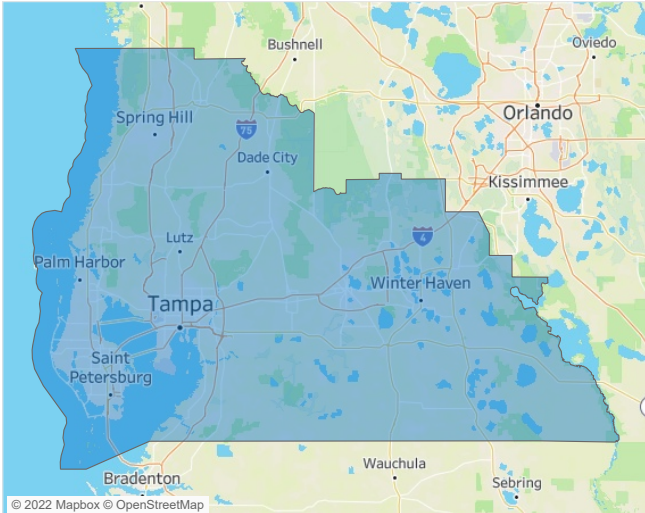 Bushnell
Oviedo
Orlando
Spring Hill
75
Dade City
Kissimmee
Lutz
4
Palm Harbor
Winter Haven
Tampa
Saint
Petersburg
Wauchula
Bradenton
Sebring
© 2022 Mapbox © OpenStreetMap